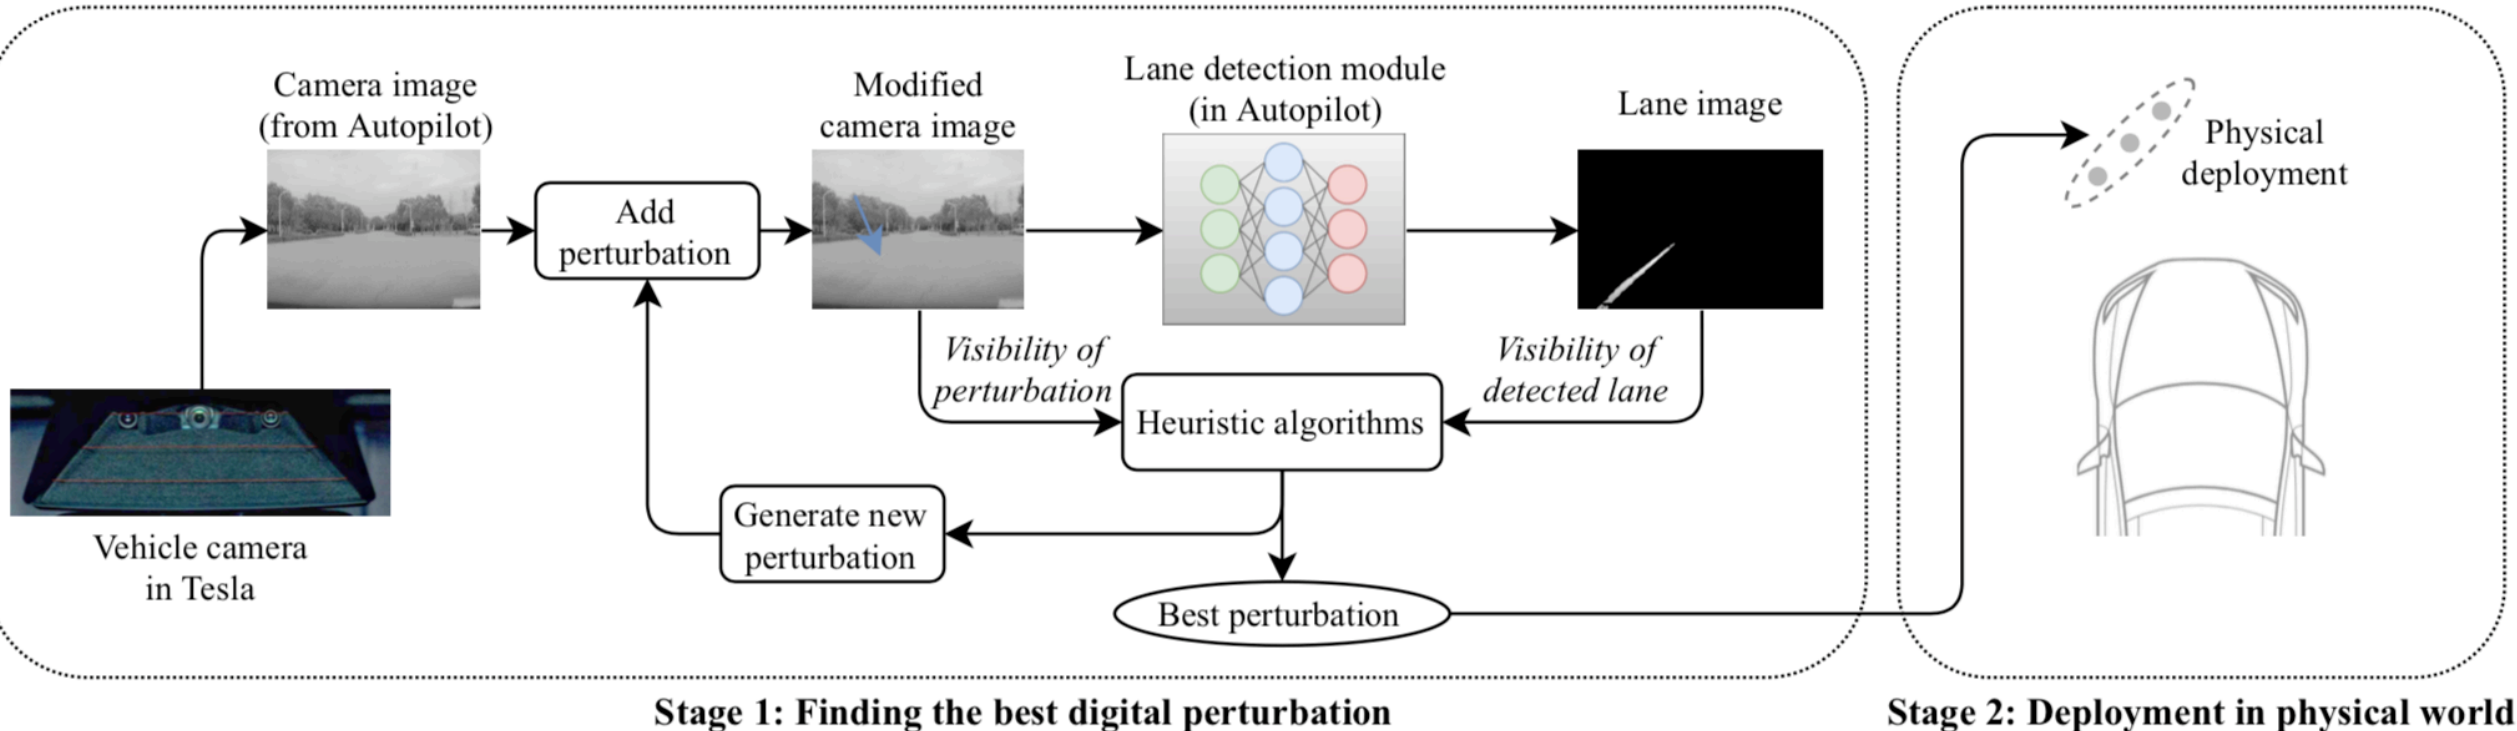 Camera image
(from Autopilot)
Modified
camera image
Lane detection module
(in Autopilot)
Lane image
Add
perturbation
Visibility of
perturbation
Visibility of
detected lane
Heuristic algorithms
Generate new
perturbation
Best perturbation
Vehicle camera
in Tesla
Physical
deployment
Stage 1: Finding the best digital perturbation
Stage 2: Deployment in physical world